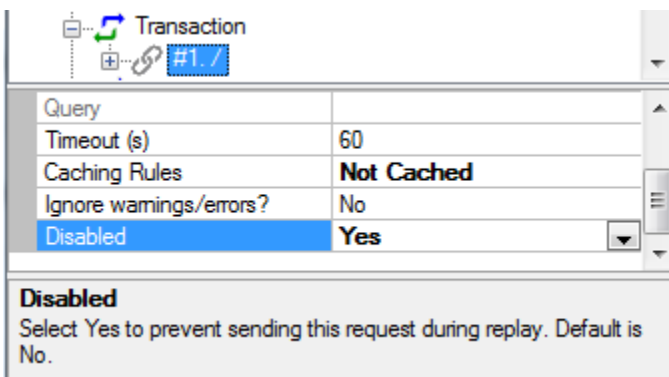 Transaction
#1. /
Query
Timeout (s) 60
Caching Rules Not Cached
Ignore warnings/errors? No
Disabled Yes
Disabled
Select Yes to prevent sending this request during replay. Default is
No.